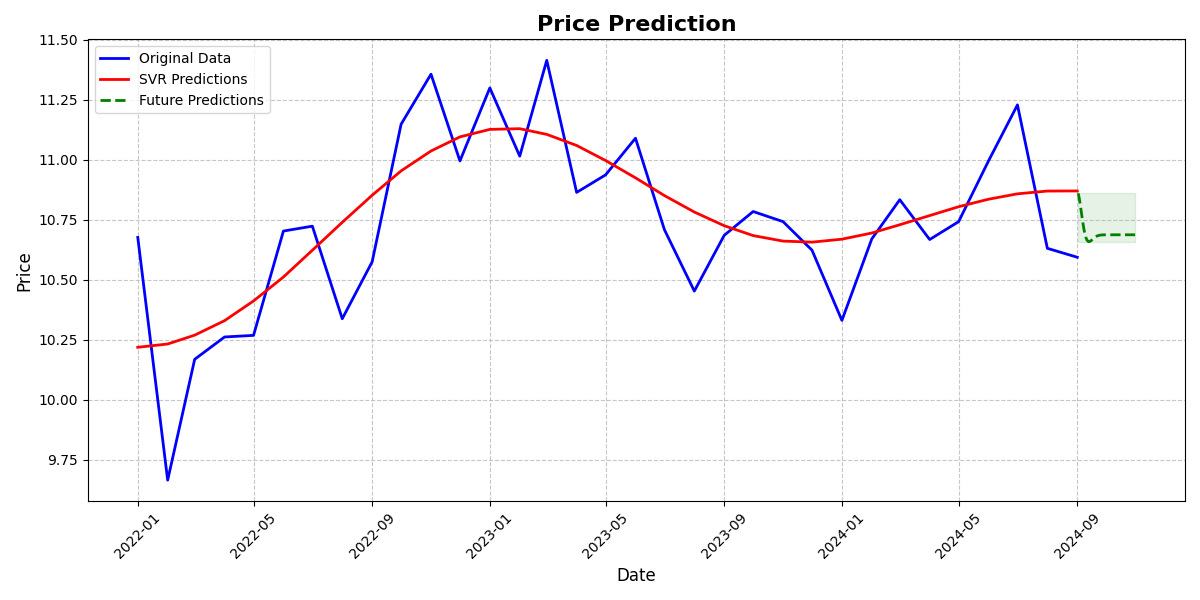 Price Prediction
Original Data
SVR Predictions
Future Predictions
Price
11.50
11.25
11.00
10.75
10.50
10.25
10.00
9.75
2022-01
2022-05
2022-09
2023-01
2023-05
2023-09
2024-01
2024-05
2024-09
Date